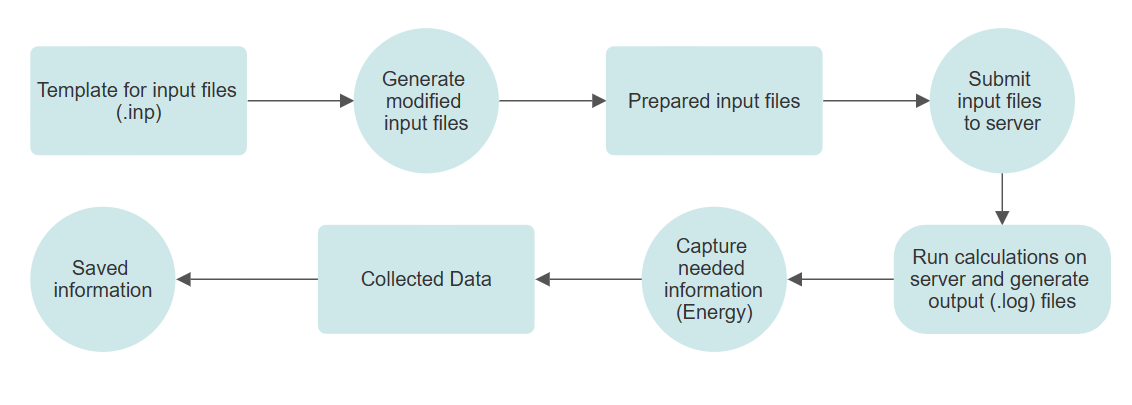 Template for input files
(.inp)
Generate
modified
input files
Prepared input files
Submit
input files
to server
Run calculations on
server and generate
output (.log) files
Capture
needed
information
(Energy)
Collected Data
Saved
information